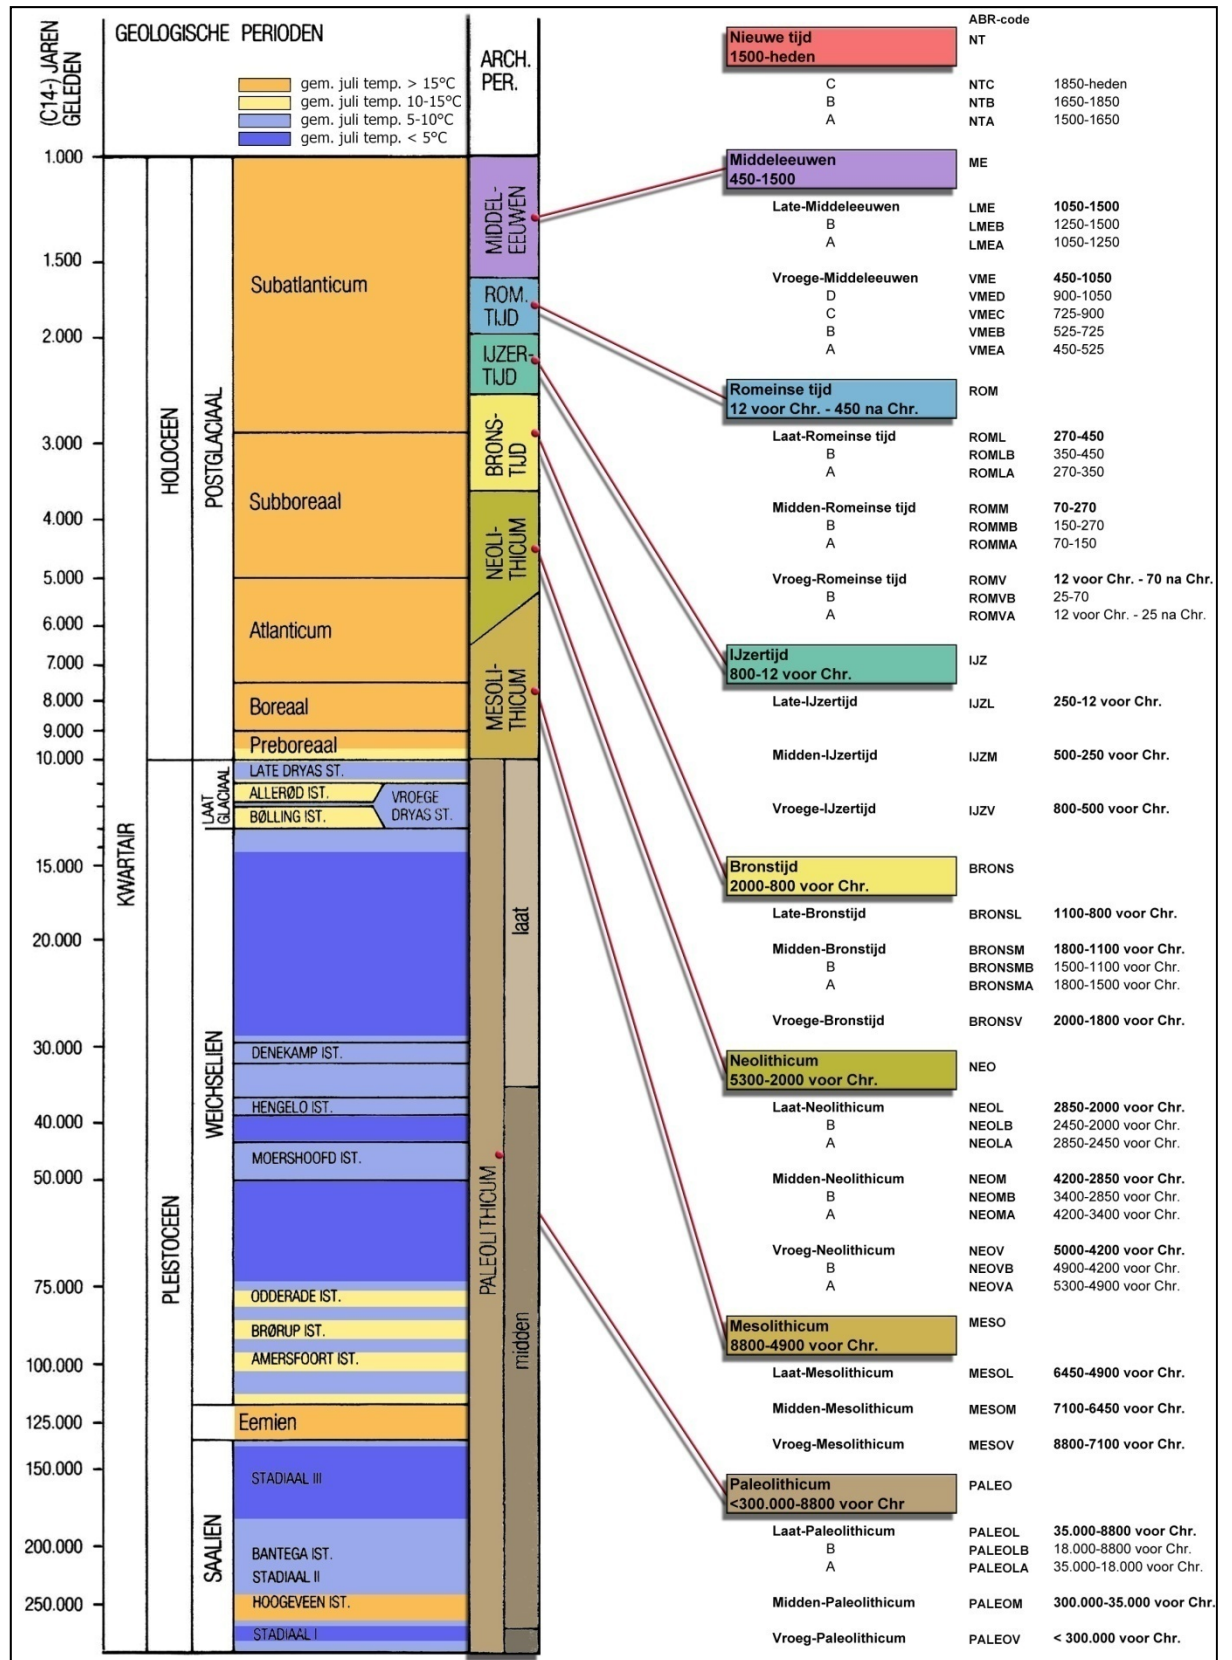 (C14-) JAREN
GELEDEN
GEOLOGISCHE PERIODEN
gem. juli temp. > 15°C
gem. juli temp. 10-15°C
gem. juli temp. 5-10°C
gem. juli temp. < 5°C
ARCH.
PER.
1.000
1.500
2.000
3.000
4.000
5.000
6.000
7.000
8.000
9.000
10.000
15.000
20.000
30.000
40.000
50.000
75.000
100.000
125.000
150.000
200.000
250.000
KWARTAIR
HOLOCEEN
PLEISTOCEEN
POSTGLACIAAL
LAAT
GLACIAAL
WEICHSELIEN
SAALIEN
Subatlanticum
Subboreaal
Atlanticum
Boreaal
Preboreaal
LATE DRYAS ST.
ALLERØD IST.
VROEGE
DRYAS ST.
BØLLING IST.
DENEKAMP IST.
HENGELO IST.
MOERSHOOFD IST.
ODDERADE IST.
BRØRUP IST.
AMERSFOORT IST.
Eemien
STADIAAL III
BANTEGA IST.
STADIAAL II
HOOGEVEEN IST.
STADIAAL I
MIDDEL-
EEUWEN
ROM.
TIJD
IJZER-
TIJD
BRONS-
TIJD
NEOLI-
THICUM
MESOLI-
THICUM
PALEOLITHICUM
laat
midden
ABR-code
Nieuwe tijd NT
1500-heden
C NTC 1850-heden
B NTB 1650-1850
A NTA 1500-1650
Middeleeuwen ME
450-1500
Late-Middeleeuwen LME 1050-1500
B LMEB 1250-1500
A LMEA 1050-1250
Vroege-Middeleeuwen VME 450-1050
D VMED 900-1050
C VMEC 725-900
B VMEB 525-725
A VMEA 450-525
Romeinse tijd ROM
12 voor Chr. - 450 na Chr.
Laat-Romeinse tijd ROML 270-450
B ROMLB 350-450
A ROMLA 270-350
Midden-Romeinse tijd ROMM 70-270
B ROMMB 150-270
A ROMMA 70-150
Vroeg-Romeinse tijd ROMV 12 voor Chr. - 70 na Chr.
B ROMVB 25-70
A ROMVA 12 voor Chr. - 25 na Chr.
IJzertijd IJZ
800-12 voor Chr.
Late-IJzertijd IJZL 250-12 voor Chr.
Midden-IJzertijd IJZM 500-250 voor Chr.
Vroege-IJzertijd IJZV 800-500 voor Chr.
Bronstijd BRONS
2000-800 voor Chr.
Late-Bronstijd BRONSL 1100-800 voor Chr.
Midden-Bronstijd BRONSM 1800-1100 voor Chr.
B BRONSMB 1500-1100 voor Chr.
A BRONSMA 1800-1500 voor Chr.
Vroege-Bronstijd BRONSV 2000-1800 voor Chr.
Neolithicum NEO
5300-2000 voor Chr.
Laat-Neolithicum NEOL 2850-2000 voor Chr.
B NEOLB 2450-2000 voor Chr.
A NEOLA 2850-2450 voor Chr.
Midden-Neolithicum NEOM 4200-2850 voor Chr.
B NEOMB 3400-2850 voor Chr.
A NEOMA 4200-3400 voor Chr.
Vroeg-Neolithicum NEOV 5000-4200 voor Chr.
B NEOVB 4900-4200 voor Chr.
A NEOVA 5300-4900 voor Chr.
Mesolithicum MESO
8800-4900 voor Chr.
Laat-Mesolithicum MESOL 6450-4900 voor Chr.
Midden-Mesolithicum MESOM 7100-6450 voor Chr.
Vroeg-Mesolithicum MESOV 8800-7100 voor Chr.
Paleolithicum PALEO
<300.000-8800 voor Chr
Laat-Paleolithicum PALEOL 35.000-8800 voor Chr.
B PALEOLB 18.000-8800 voor Chr.
A PALEOLA 35.000-18.000 voor Chr.
Midden-Paleolithicum PALEOM 300.000-35.000 voor Chr.
Vroeg-Paleolithicum PALEOV < 300.000 voor Chr.